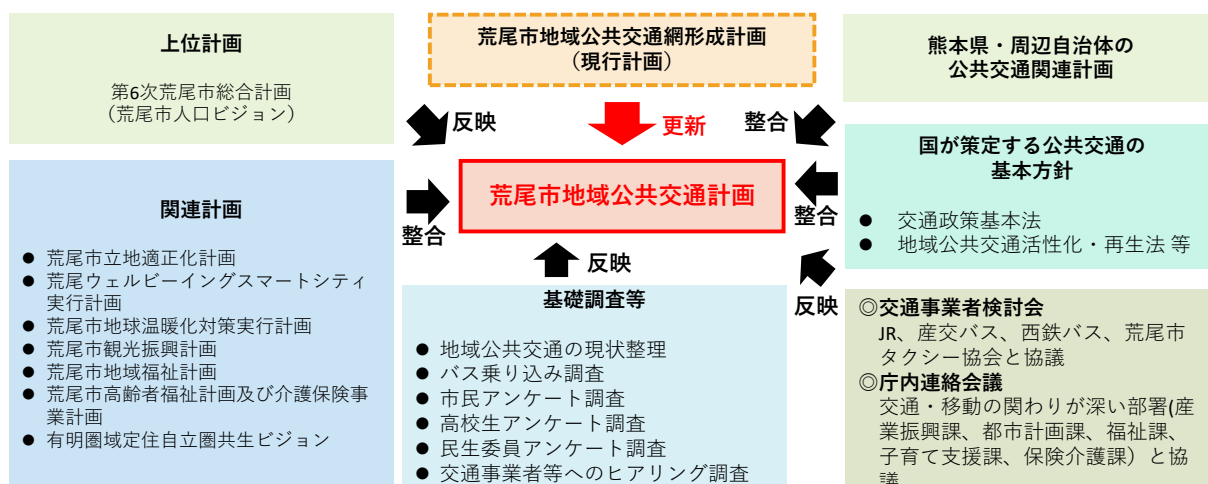 上位計画
第6次荒尾市総合計画
（荒尾市人口ビジョン）
関連計画
● 荒尾市立地適正化計画
● 荒尾ウェルビーイングスマートシティ
実行計画
● 荒尾市地球温暖化対策実行計画
● 荒尾市観光振興計画
● 荒尾市地域福祉計画
● 荒尾市高齢者福祉計画及び介護保険事
業計画
● 有明圏域定住自立圏共生ビジョン
荒尾市地域公共交通網形成計画
（現行計画）
反映
更新
整合
荒尾市地域公共交通計画
整合
整合
反映
反映
基礎調査等
● 地域公共交通の現状整理
● バス乗り込み調査
● 市民アンケート調査
● 高校生アンケート調査
● 民生委員アンケート調査
● 交通事業者等へのヒアリング調査
熊本県・周辺自治体の
公共交通関連計画
国が策定する公共交通の
基本方針
● 交通政策基本法
● 地域公共交通活性化・再生法 等
◎交通事業者検討会
JR、産交バス、西鉄バス、荒尾市
タクシー協会と協議
◎庁内連絡会議
交通・移動の関わりが深い部署(産
業振興課、都市計画課、福祉課、
子育て支援課、保険介護課）と協
議